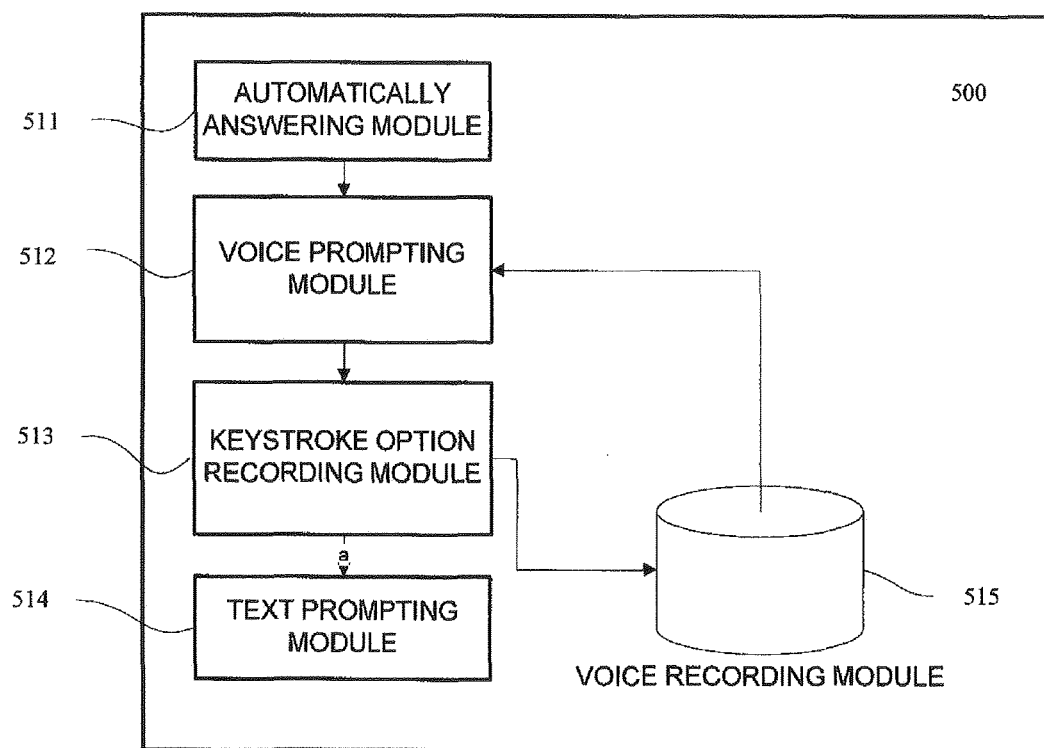 500
511
AUTOMATICALLY
ANSWERING MODULE
512
VOICE PROMPTING
MODULE
513
KEYSTROKE OPTION
RECORDING MODULE
a
514
TEXT PROMPTING
MODULE
515
VOICE RECORDING MODULE